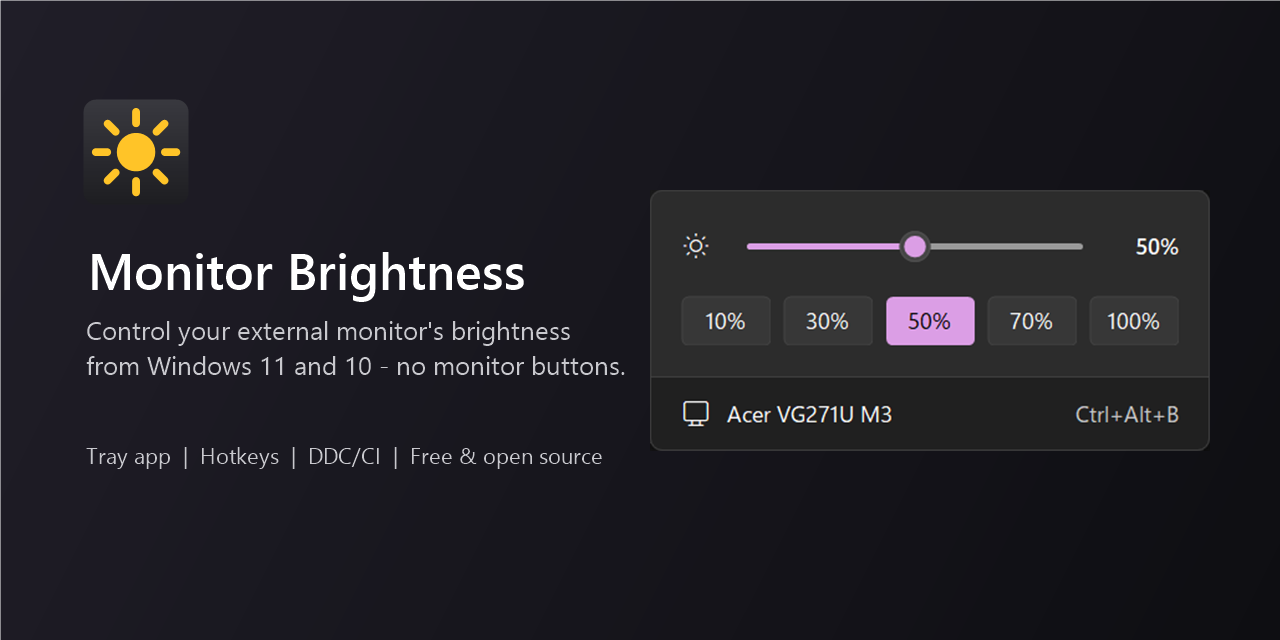 Monitor Brightness
Control your external monitor's brightness
from Windows 11 and 10 - no monitor buttons.
Tray app | Hotkeys | DDC/CI | Free & open source
50%
10% 30% 50% 70% 100%
Acer VG271U M3 Ctrl+Alt+B